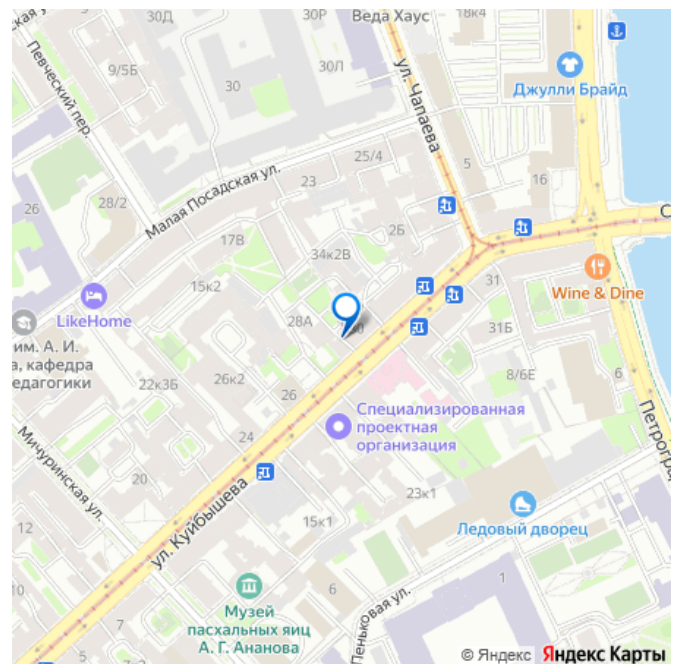 30Д
30Р
Веда Хаус
18к4
9/5Б
30
30Л
Джулли Брайд
Певческий пер.
ул. Чапаева
25/4
5
26
28/2
Малая Посадская ул.
23
16
17В
2Б
34к2В
15к2
31
Wine & Dine
LikeHome
28А
31Б
им. А. И.
а, кафедра
едагогики
22к3Б
26к2
26
8/6Е
6
Специализированная
проектная
организация
24
Мичуринская ул.
20
23к1
12
ул. Куйбышева
15к1
Ледовый дворец
10
6
1
Музей
пасхальных яиц
А. Г. Ананова
Пеньковая ул.
© Яндекс Яндекс Карты